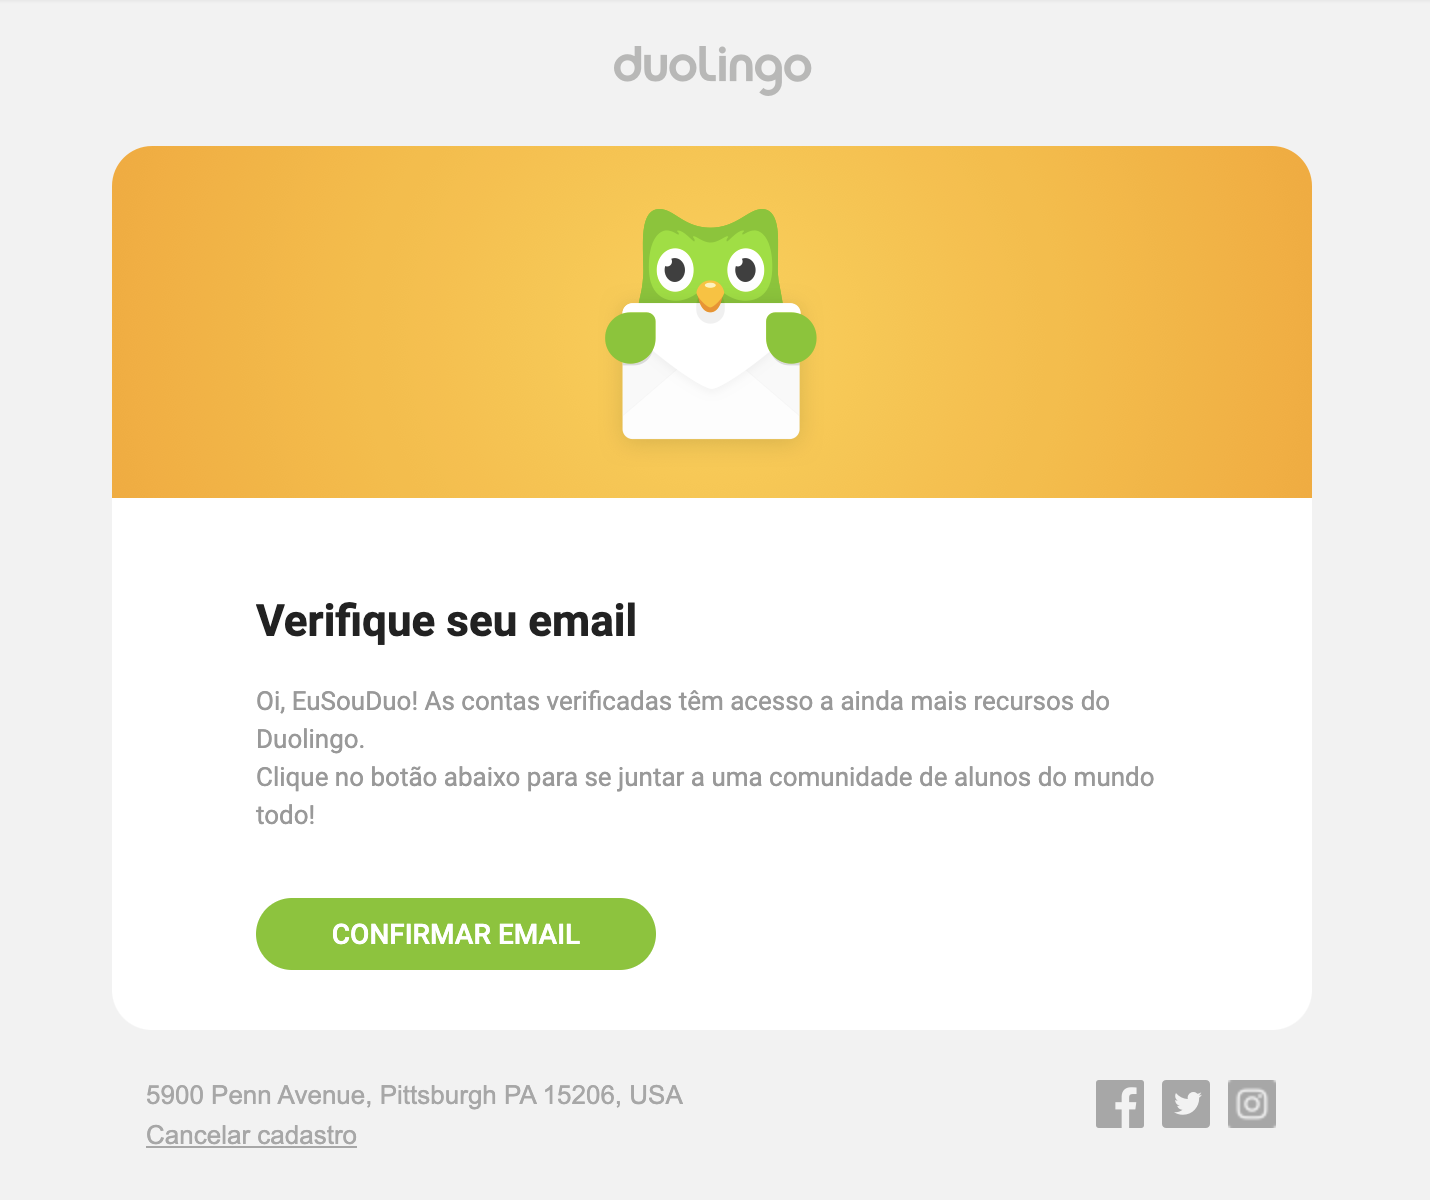 duolingo
Verifique seu email
Oi, EuSouDuo! As contas verificadas têm acesso a ainda mais recursos do
Duolingo.
Clique no botão abaixo para se juntar a uma comunidade de alunos do mundo
todo!
CONFIRMAR EMAIL
5900 Penn Avenue, Pittsburgh PA 15206, USA
Cancelar cadastro